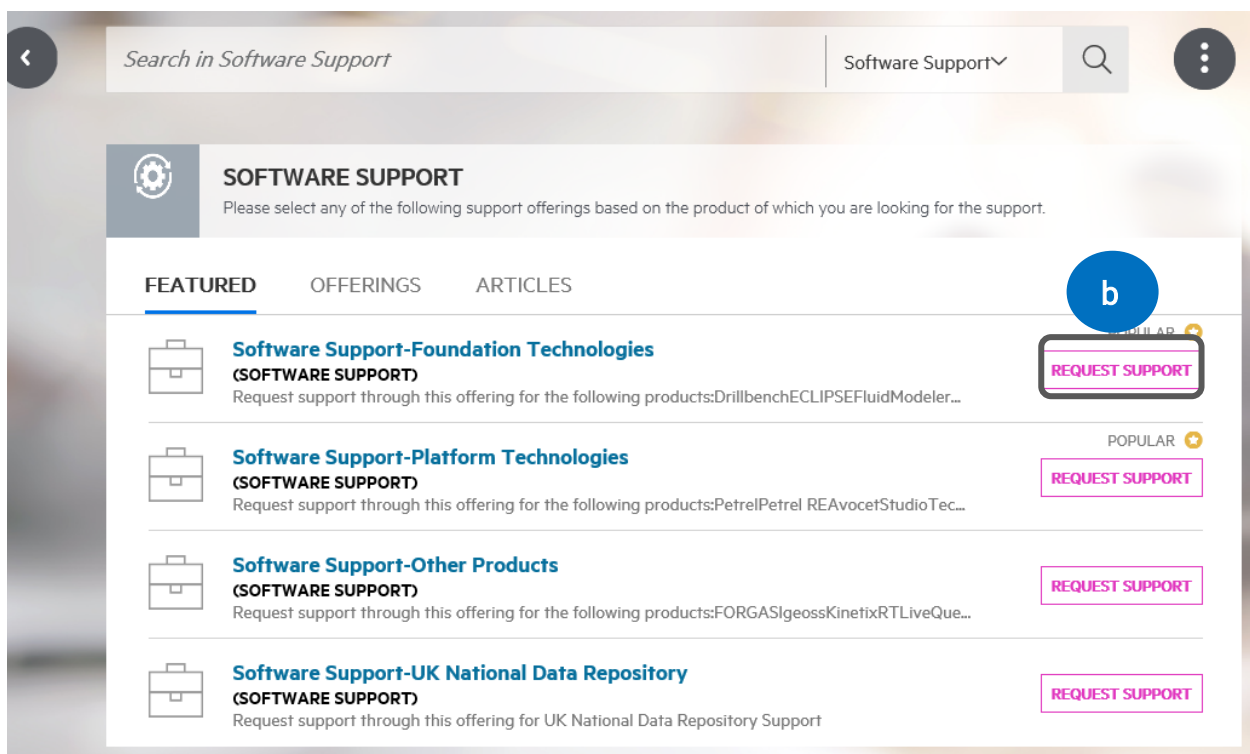 Search in Software Support
Software Support
SOFTWARE SUPPORT
Please select any of the following support offerings based on the product of which you are looking for the support.
FEATURED OFFERINGS ARTICLES
b
POPULAR
Software Support-Foundation Technologies
(SOFTWARE SUPPORT)
REQUEST SUPPORT
Request support through this offering for the following products:DrillbenchECLIPSEFluidModeler...
POPULAR
Software Support-Platform Technologies
(SOFTWARE SUPPORT)
REQUEST SUPPORT
Request support through this offering for the following products:PetrelPetrel REAvocetStudioTec...
Software Support-Other Products
(SOFTWARE SUPPORT)
REQUEST SUPPORT
Request support through this offering for the following products:FORGASIgeossKinetixRTLiveQue...
Software Support-UK National Data Repository
(SOFTWARE SUPPORT)
REQUEST SUPPORT
Request support through this offering for UK National Data Repository Support